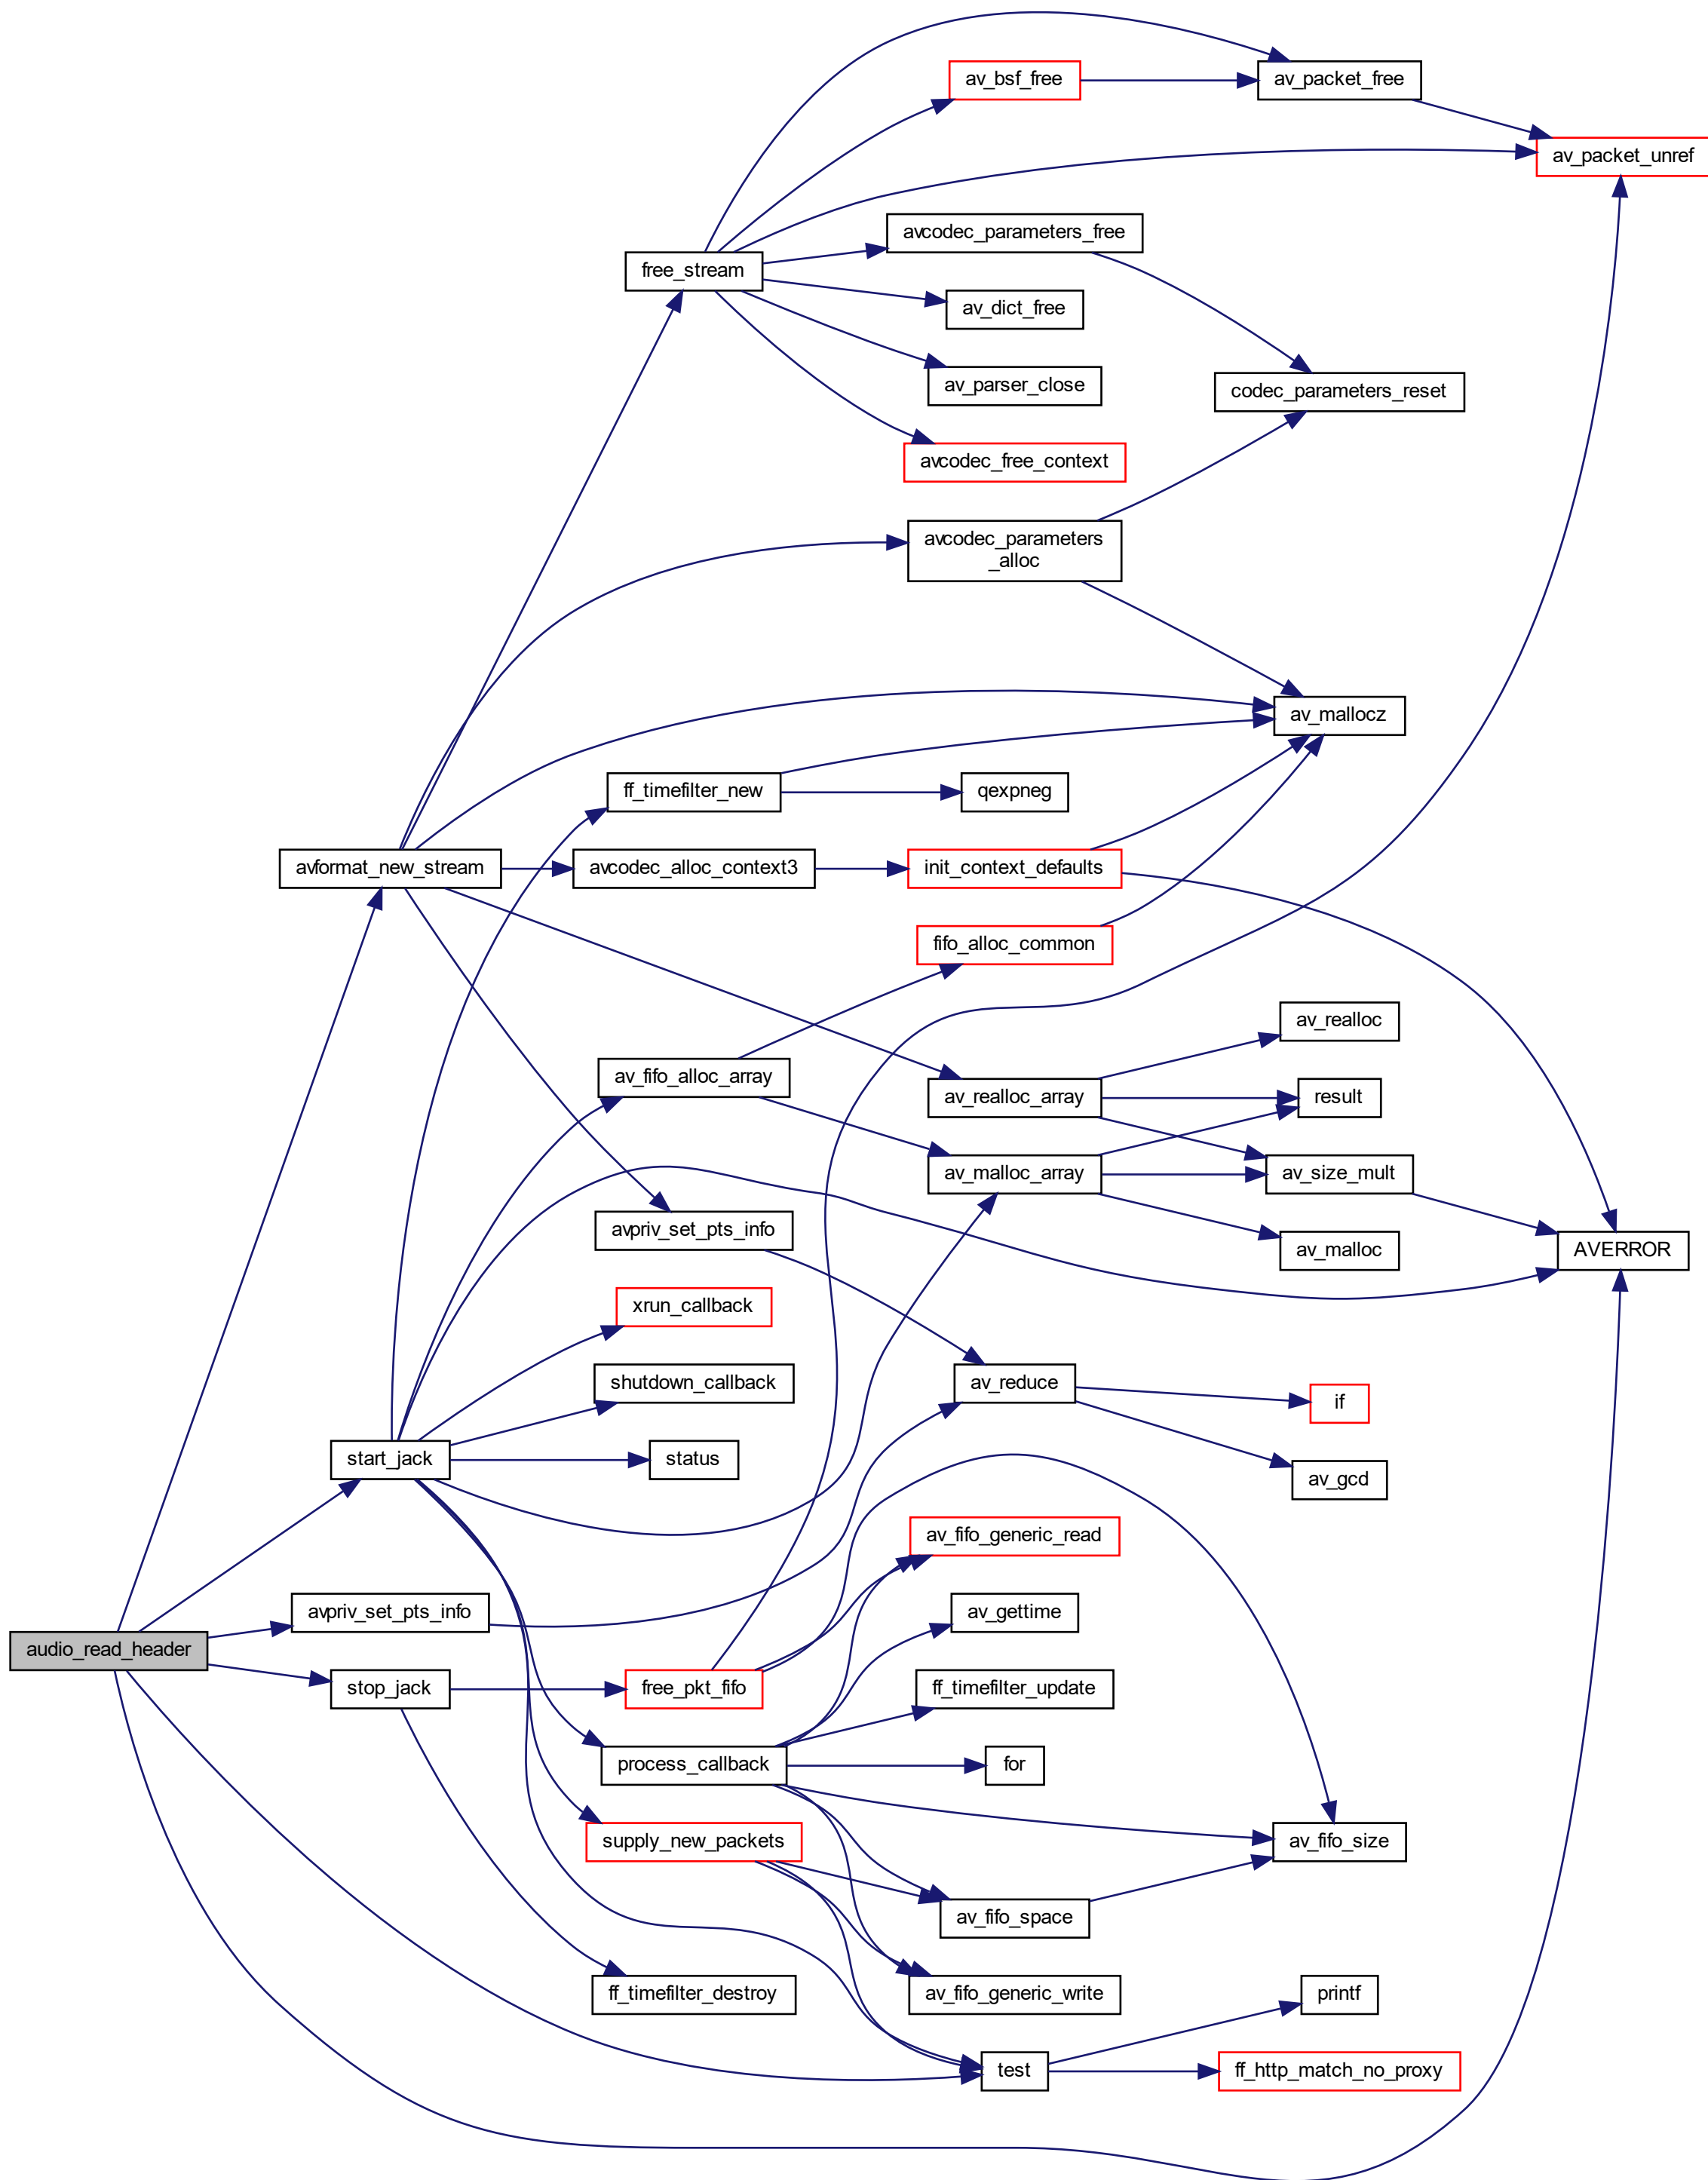 av_bsf_free
av_packet_free
av_packet_unref
avcodec_parameters_free
free_stream
av_dict_free
av_parser_close
codec_parameters_reset
avcodec_free_context
avcodec_parameters
_alloc
av_mallocz
ff_timefilter_new
qexpneg
avformat_new_stream
avcodec_alloc_context3
init_context_defaults
fifo_alloc_common
av_realloc
av_fifo_alloc_array
av_realloc_array
result
av_malloc_array
av_size_mult
avpriv_set_pts_info
av_malloc
AVERROR
xrun_callback
shutdown_callback
av_reduce
if
start_jack
status
av_gcd
av_fifo_generic_read
avpriv_set_pts_info
av_gettime
audio_read_header
stop_jack
free_pkt_fifo
ff_timefilter_update
process_callback
for
supply_new_packets
av_fifo_size
av_fifo_space
ff_timefilter_destroy
av_fifo_generic_write
printf
test
ff_http_match_no_proxy